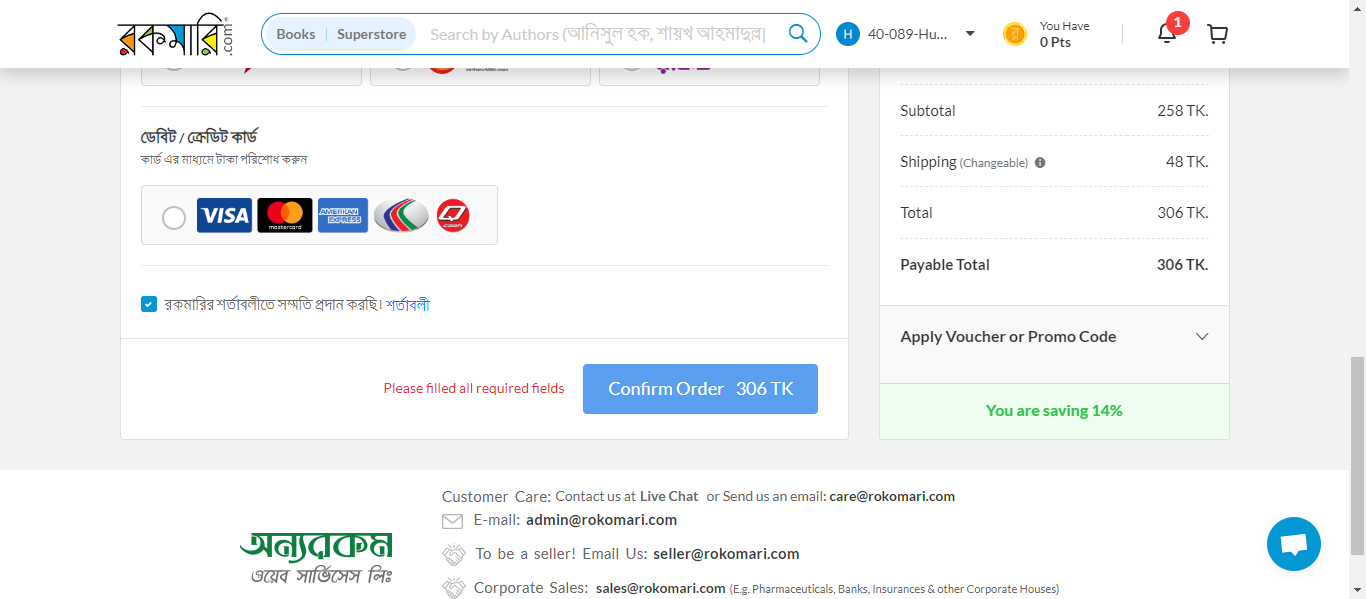 রকমারি.com
Books | Superstore
Search by Authors (আনিসুল হক, শায়খ আহমাদুল্লা
H 40-089-Hu...
You Have
0 Pts
1
ডেবিট / ক্রেডিট কার্ড
কার্ড এর মাধ্যমে টাকা পরিশোধ করুন
VISA
mastercard
AMERICAN
EXPRESS
cash
রকমারির শর্তাবলীতে সম্মতি প্রদান করছি। শর্তাবলী
Please filled all required fields
Confirm Order 306 TK
Subtotal 258 TK.
Shipping (Changeable) 48 TK.
Total 306 TK.
Payable Total 306 TK.
Apply Voucher or Promo Code
You are saving 14%
অন্যরকম
ওয়েব সার্ভিসেস লিঃ
Customer Care: Contact us at Live Chat or Send us an email: care@rokomari.com
E-mail: admin@rokomari.com
To be a seller! Email Us: seller@rokomari.com
Corporate Sales: sales@rokomari.com (E.g. Pharmaceuticals, Banks, Insurances & other Corporate Houses)